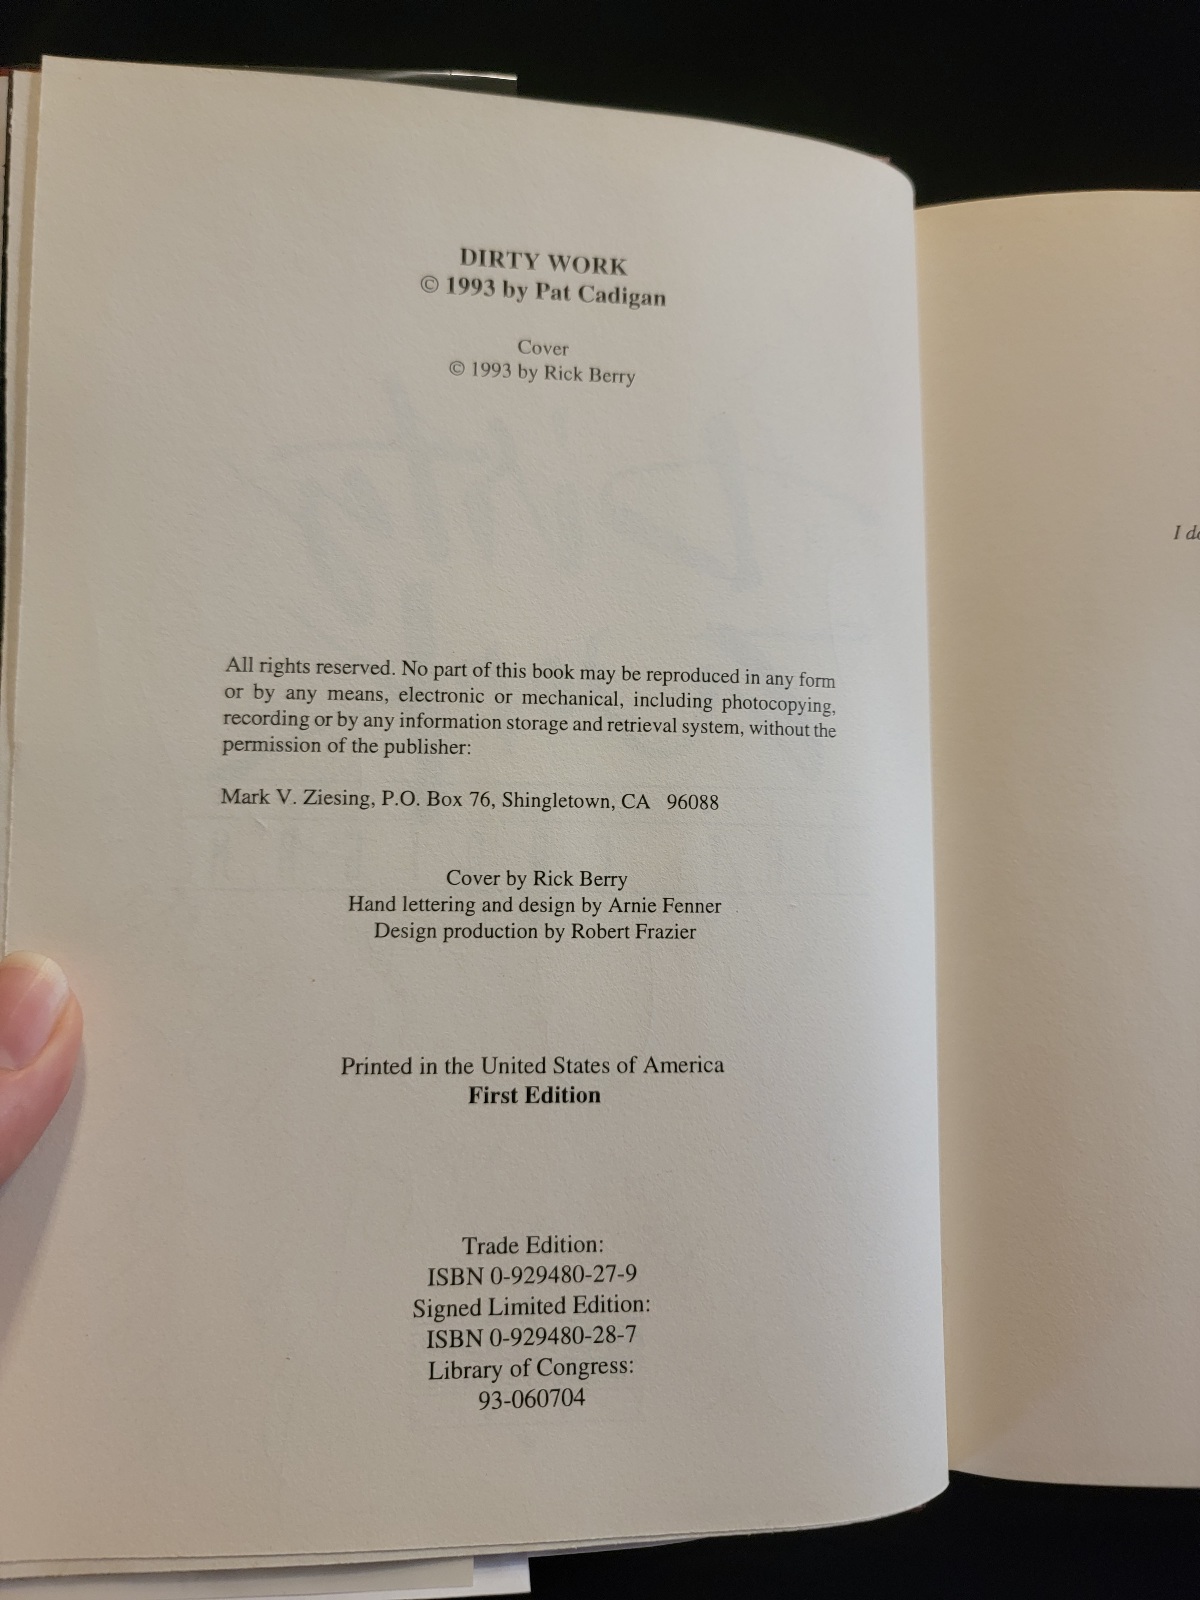 DIRTY WORK
© 1993 by Pat Cadigan
Cover
© 1993 by Rick Berry
All rights reserved. No part of this book may be reproduced in any form
or by any means, electronic or mechanical, including photocopying,
recording or by any information storage and retrieval system, without the
permission of the publisher:
Mark V. Ziesing, P.O. Box 76, Shingletown, CA 96088
Cover by Rick Berry
Hand lettering and design by Arnie Fenner
Design production by Robert Frazier
Printed in the United States of America
First Edition
Trade Edition:
ISBN 0-929480-27-9
Signed Limited Edition:
ISBN 0-929480-28-7
Library of Congress:
93-060704
I